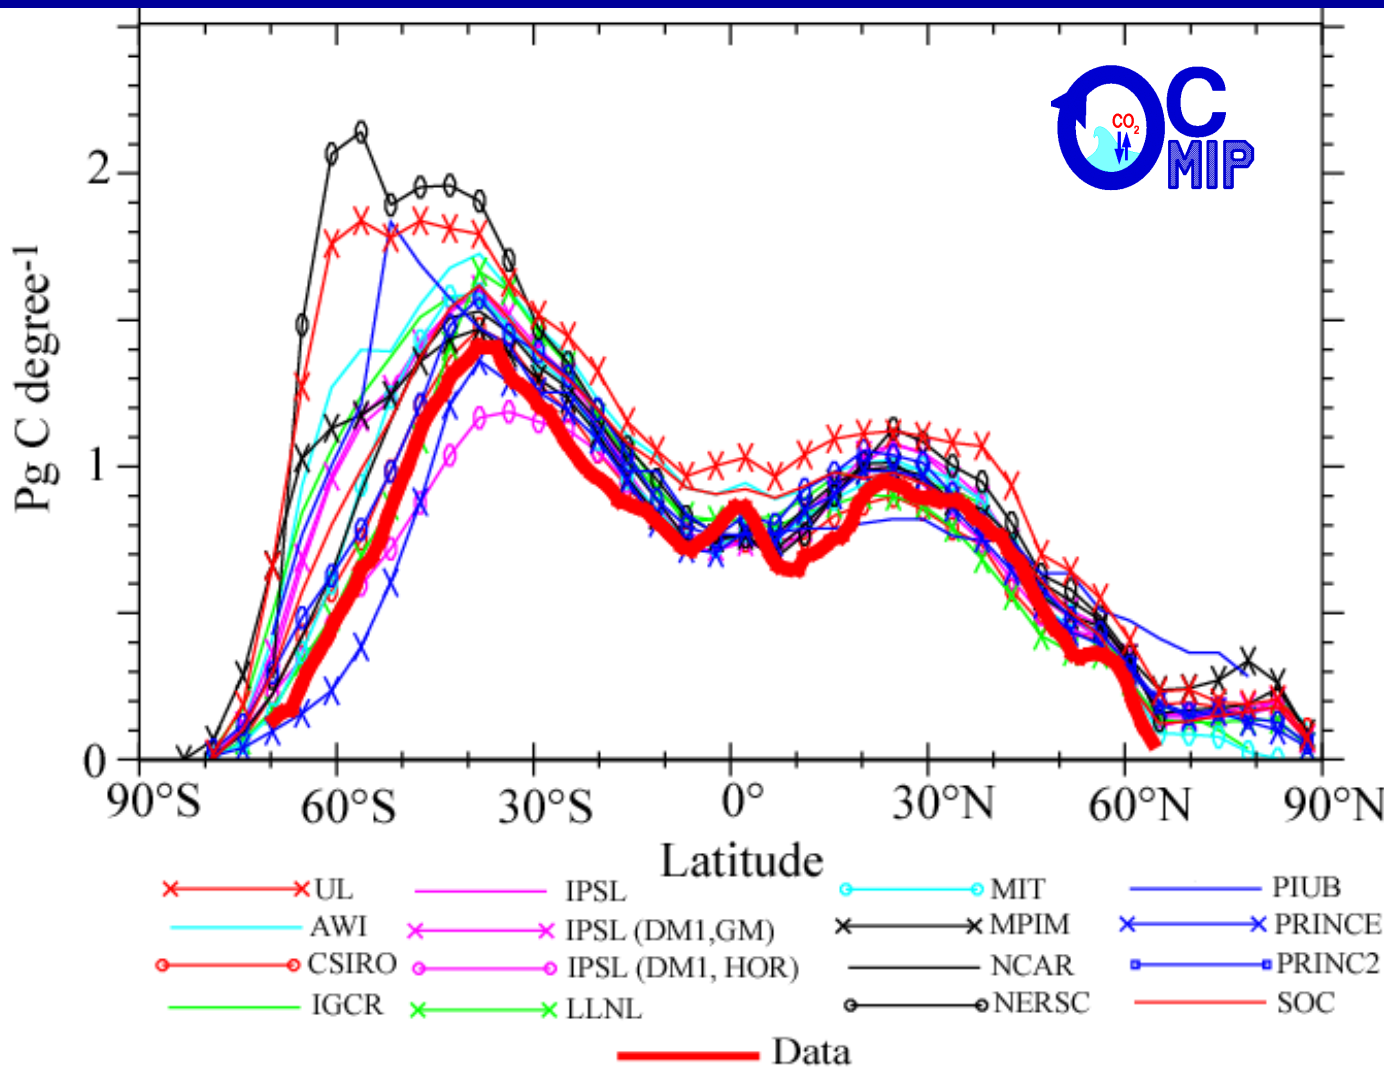 OC
CO2
MIP
Pg C degree-1
2
1
0
90°S 60°S 30°S 0° 30°N 60°N 90°N
Latitude
UL IPSL MIT PIUB
AWI IPSL (DM1,GM) MPIM PRINCE
CSIRO IPSL (DM1, HOR) NCAR PRINC2
IGCR LLNL NERSC SOC
Data